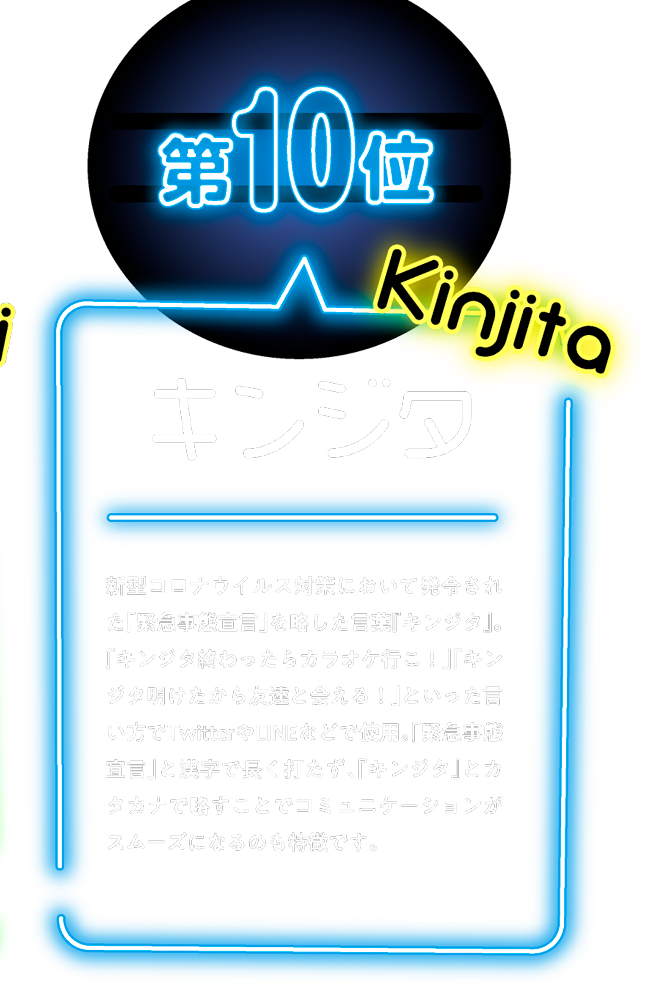 第10位
Kinjita
i
キンジタ
新型コロナウイルス対策において発令され
た「緊急事態宣言」を略した言葉『キンジタ』。
『キンジタ終わったらカラオケ行こ！』『キン
ジタ明けたから友達と会える！』といった言
い方でTwitterやLINEなどで使用。『緊急事態
宣言』と漢字で長く打たず、『キンジタ』とカ
タカナで略すことでコミュニケーションが
スムーズになるのも特徴です。